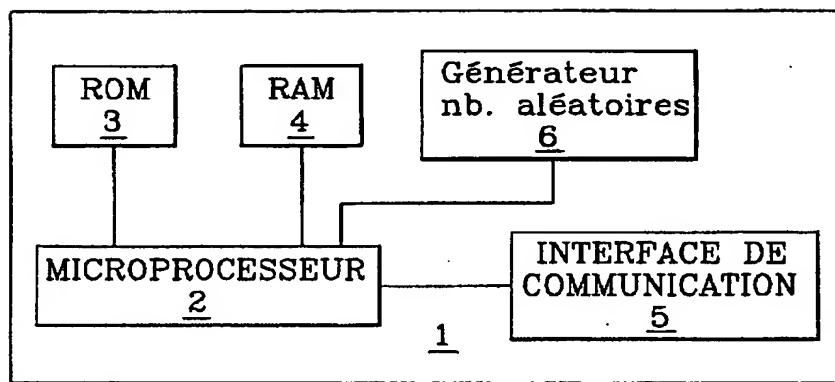 ROM
3
RAM
4
Générateur
nb. aléatoires
6
MICROPROCESSEUR
2
INTERFACE DE
COMMUNICATION
5
1